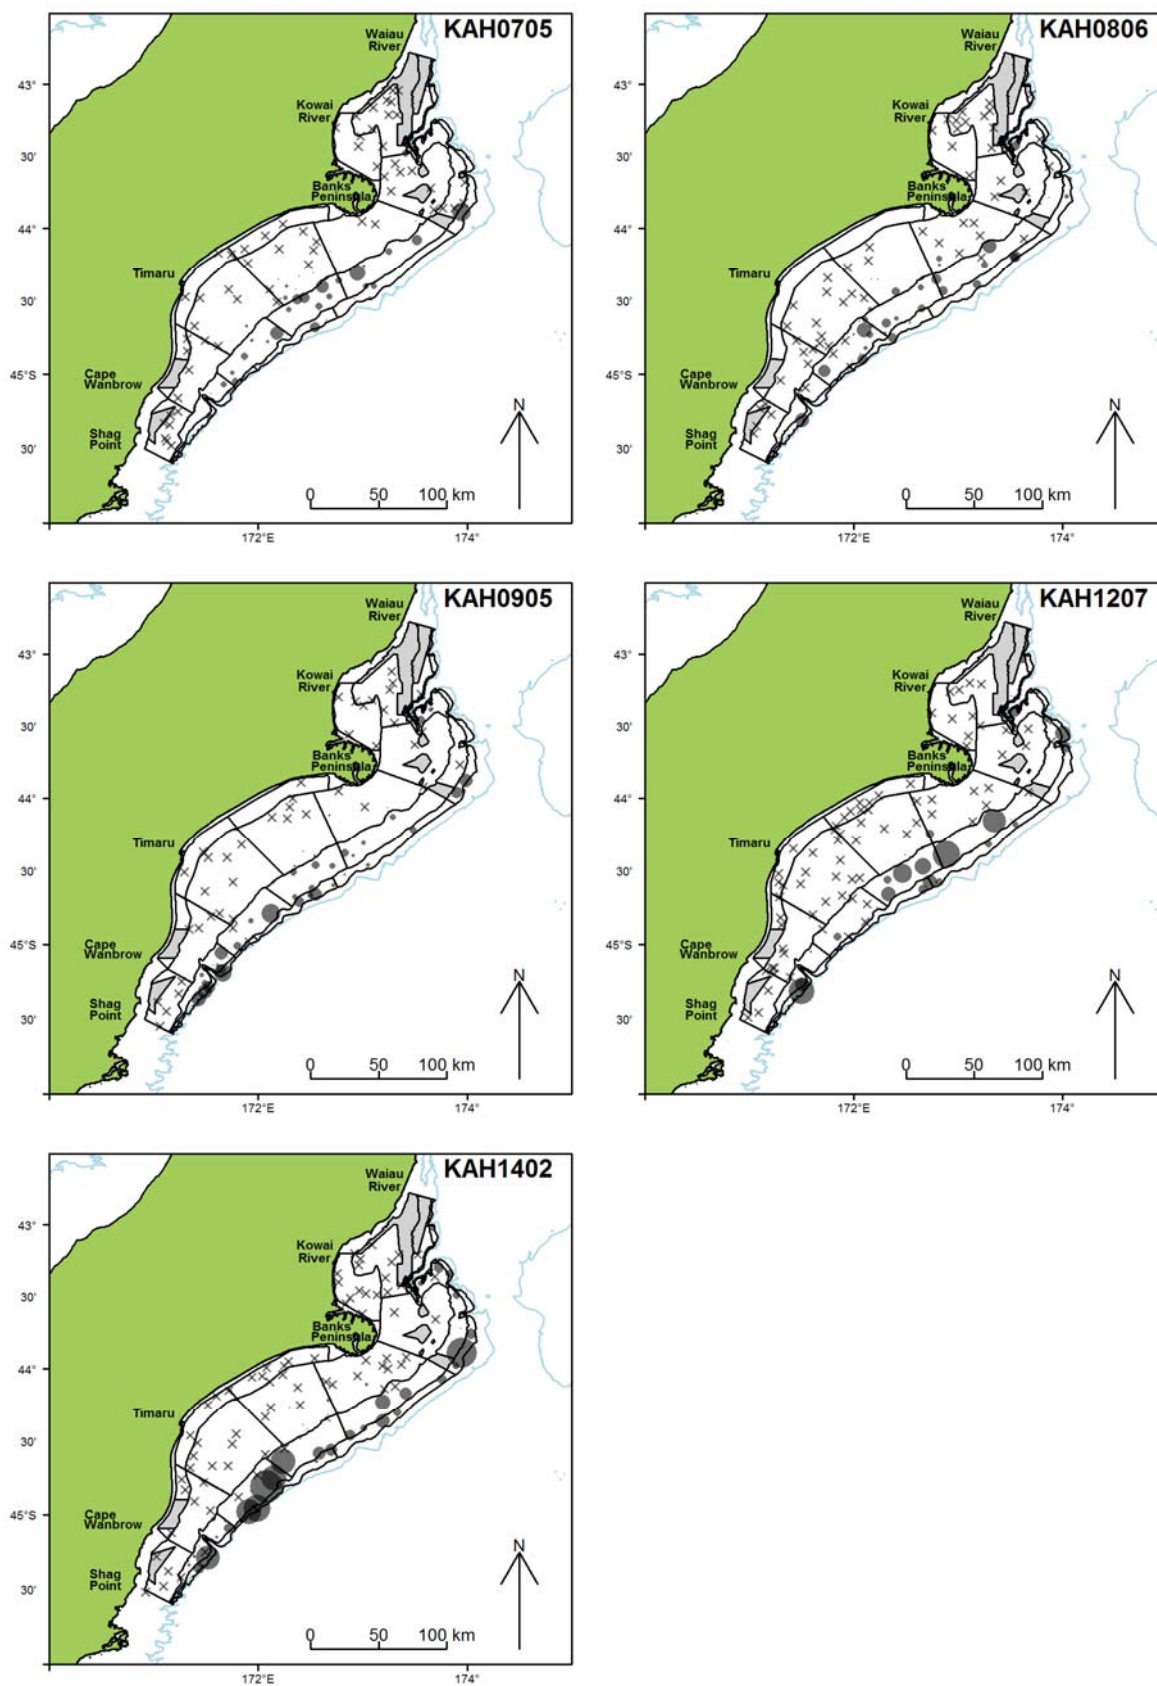 KAH0705
Waiau
River
43°
Kowai
River
30'
Banks
Peninsula
44°
Timaru
30'
Cape
Wanbrow
45°S
N
Shag
Point
30'
0 50 100 km
172°E 174°
KAH0806
Waiau
River
43°
Kowai
River
30'
Banks
Peninsula
44°
Timaru
30'
Cape
Wanbrow
45°S
N
Shag
Point
30'
0 50 100 km
172°E 174°
KAH0905
Waiau
River
43°
Kowai
River
30'
Banks
Peninsula
44°
Timaru
30'
Cape
Wanbrow
45°S
N
Shag
Point
30'
0 50 100 km
172°E 174°
KAH1207
Waiau
River
43°
Kowai
River
30'
Banks
Peninsula
44°
Timaru
30'
Cape
Wanbrow
45°S
N
Shag
Point
30'
0 50 100 km
172°E 174°
KAH1402
Waiau
River
43°
Kowai
River
30'
Banks
Peninsula
44°
Timaru
30'
Cape
Wanbrow
45°S
N
Shag
Point
30'
0 50 100 km
172°E 174°